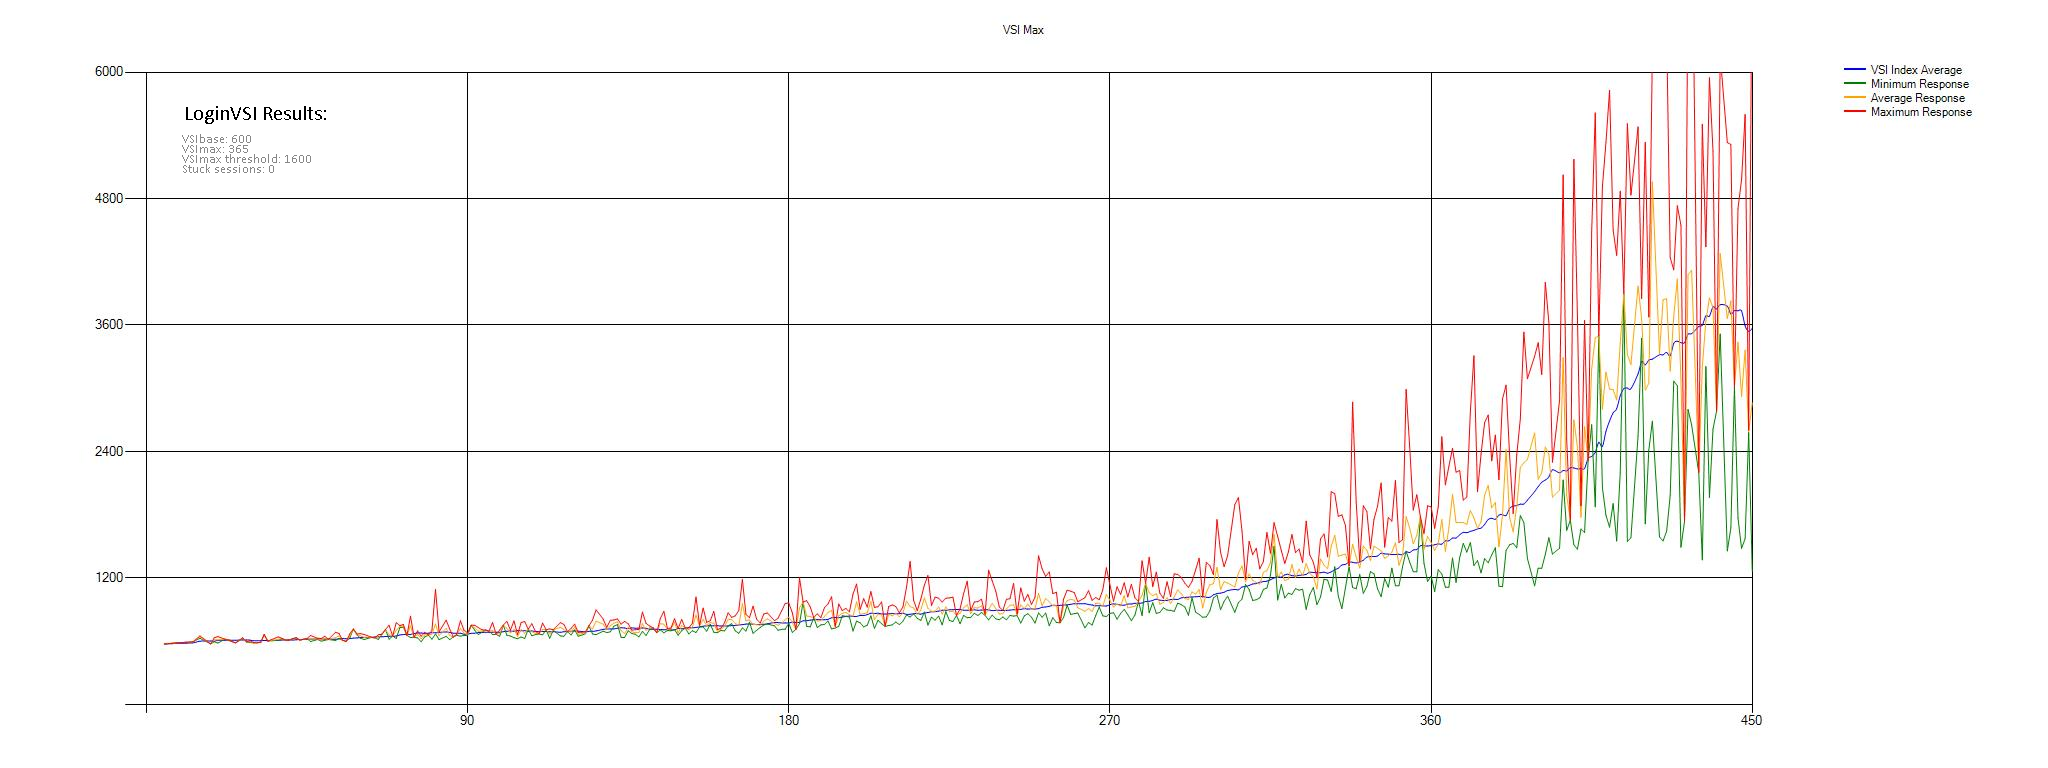 VSI Max
6000
4800
3600
2400
1200
90
180
270
360
450
LoginVSI Results:
VSIbase: 600
VSImax: 365
VSImax threshold: 1600
Stuck sessions: 0
VSI Index Average
Minimum Response
Average Response
Maximum Response